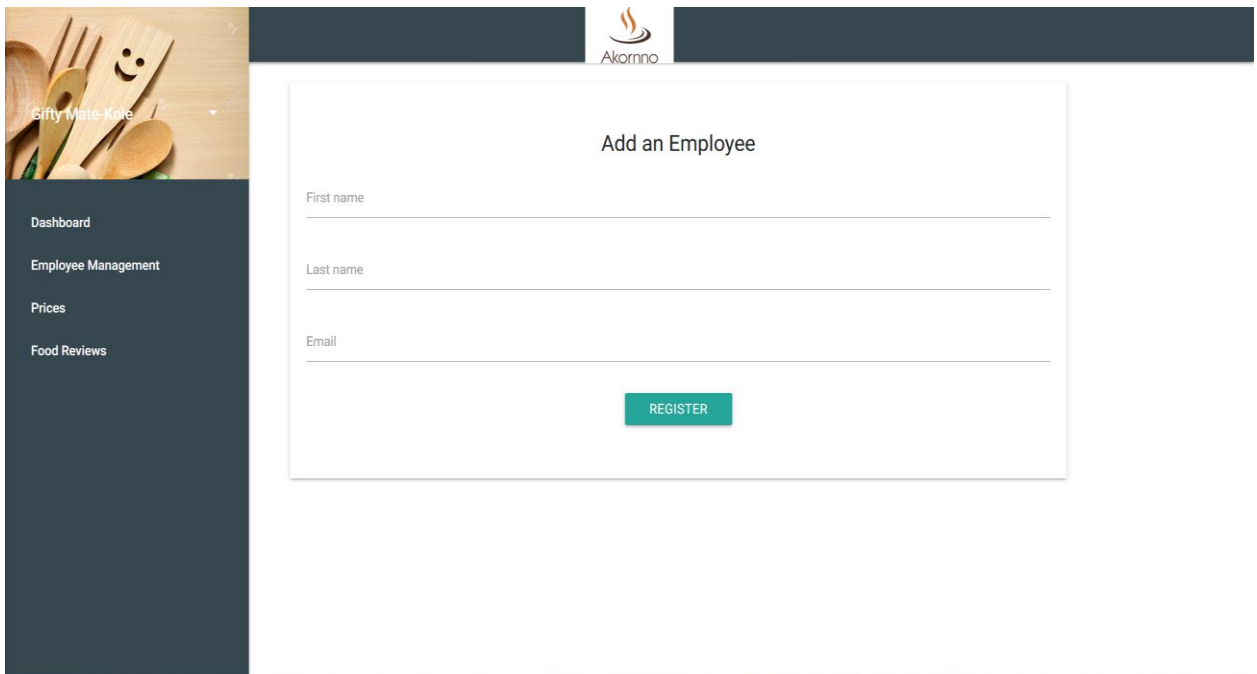 Akornno
Gifty Mate-Kole
Dashboard
Employee Management
Prices
Food Reviews
Add an Employee
First name
Last name
Email
REGISTER